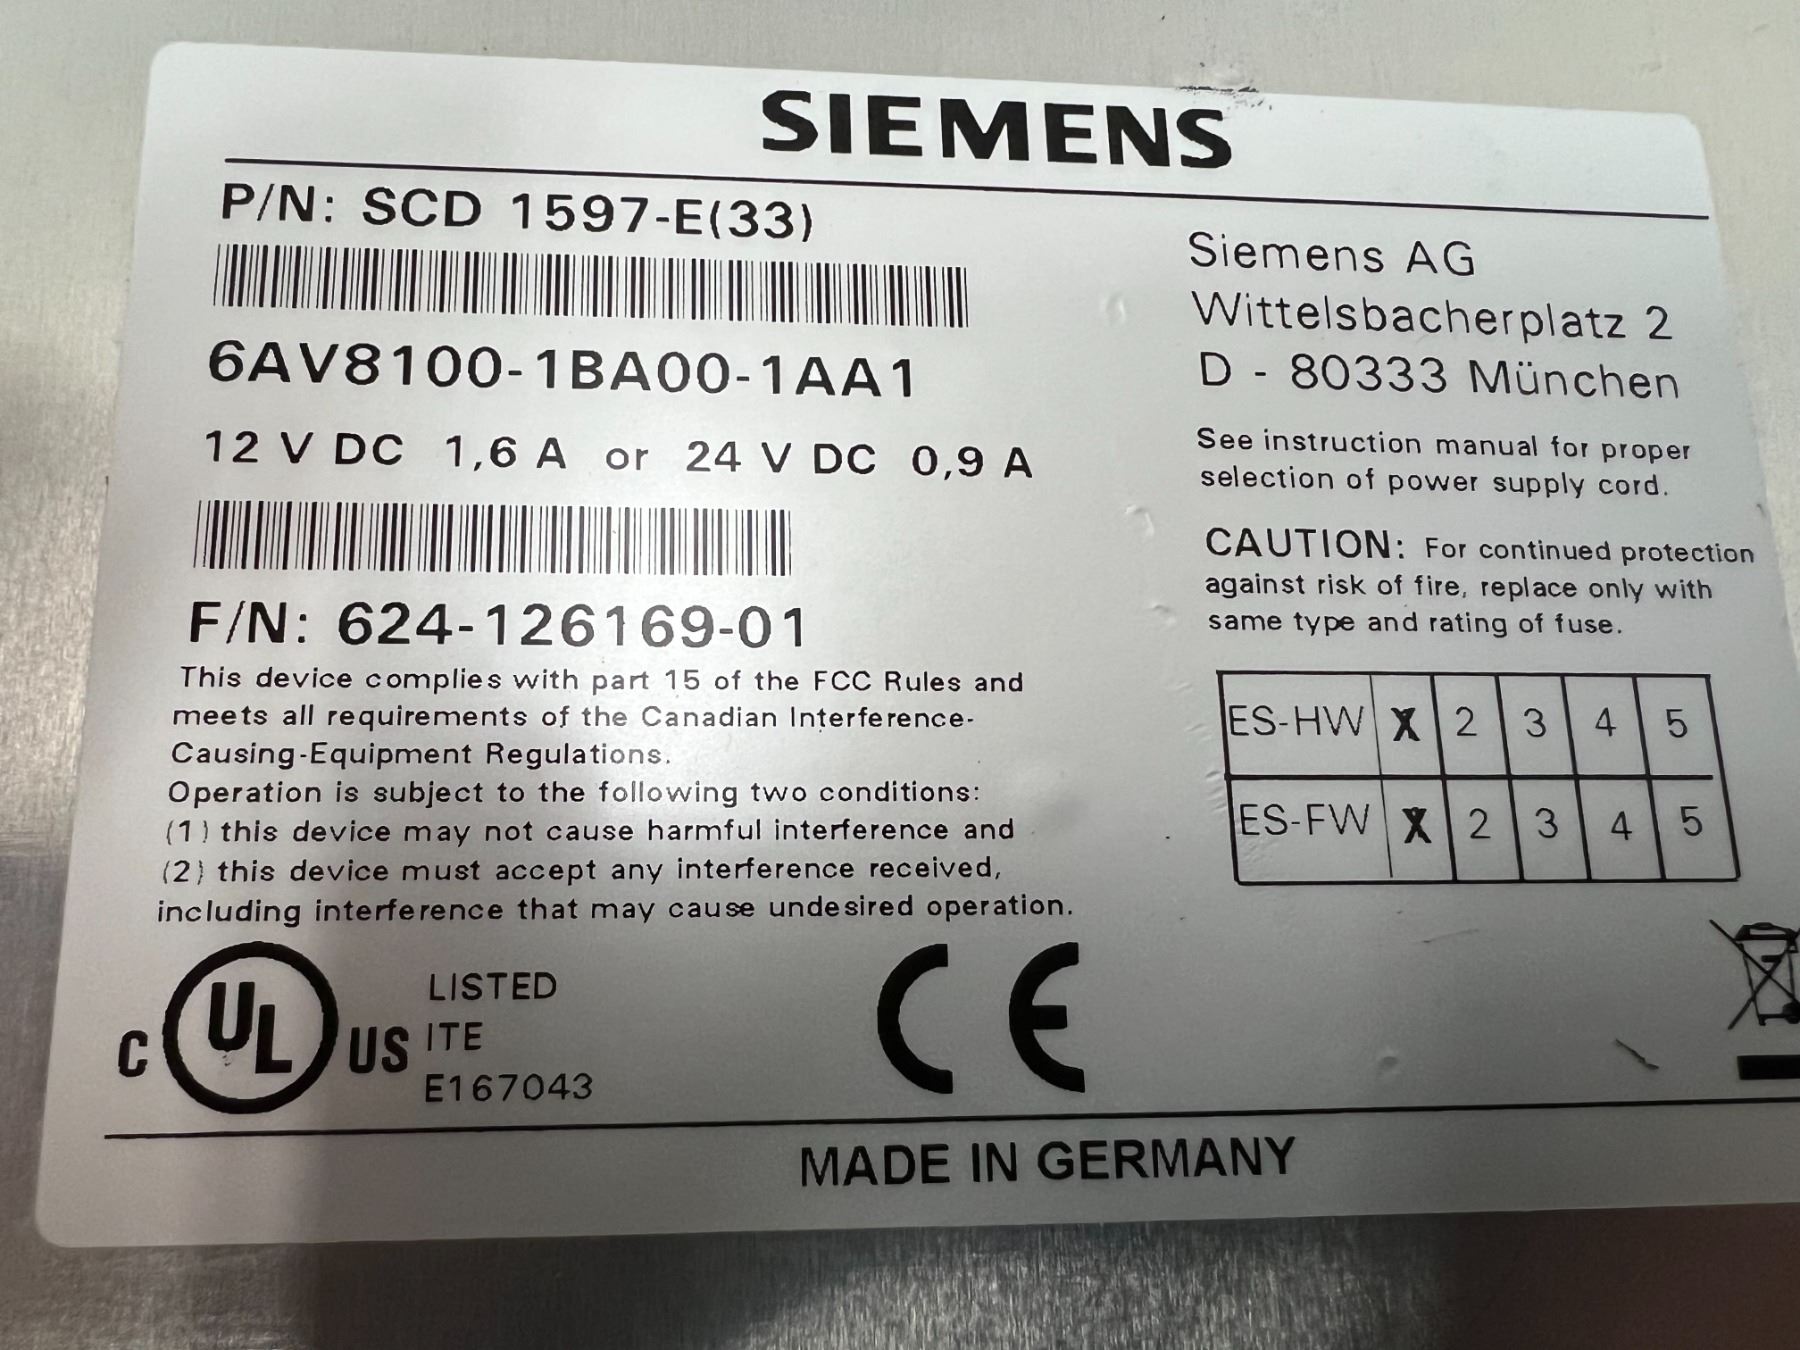 SIEMENS
P/N: SCD 1597-E(33)
6AV8100-1BA00-1AA1
12 V DC 1,6 A or 24 V DC 0,9 A
F/N: 624-126169-01
This device complies with part 15 of the FCC Rules and
meets all requirements of the Canadian Interference-
Causing-Equipment Regulations.
Operation is subject to the following two conditions:
(1) this device may not cause harmful interference and
(2) this device must accept any interference received,
including interference that may cause undesired operation.
Siemens AG
Wittelsbacherplatz 2
D - 80333 München
See instruction manual for proper
selection of power supply cord.
CAUTION: For continued protection
against risk of fire, replace only with
same type and rating of fuse.
ES-HW X 2 3 4 5
ES-FW X 2 3 4 5
C UL US
LISTED
ITE
E167043
CE
MADE IN GERMANY